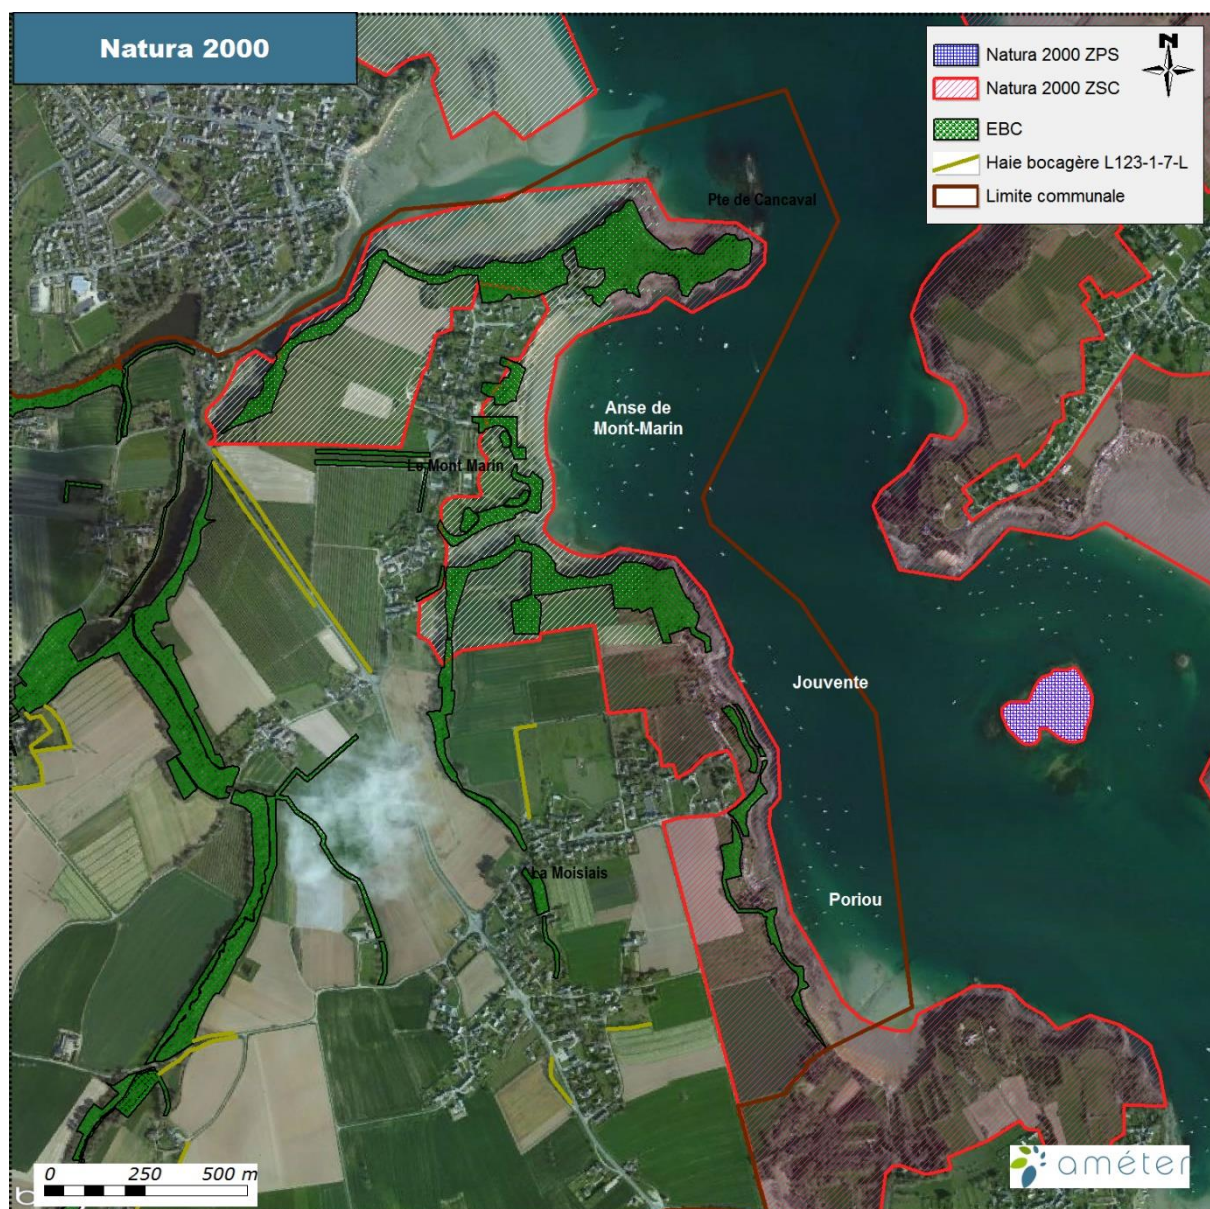 Natura 2000
N
Natura 2000 ZPS
Natura 2000 ZSC
EBC
Haie bocagère L123-1-7-L
Limite communale
Pte de Cancaval
Anse de
Mont-Marin
Le Mont Marin
Jouvente
La Moislais
Poriou
0 250 500 m
améter